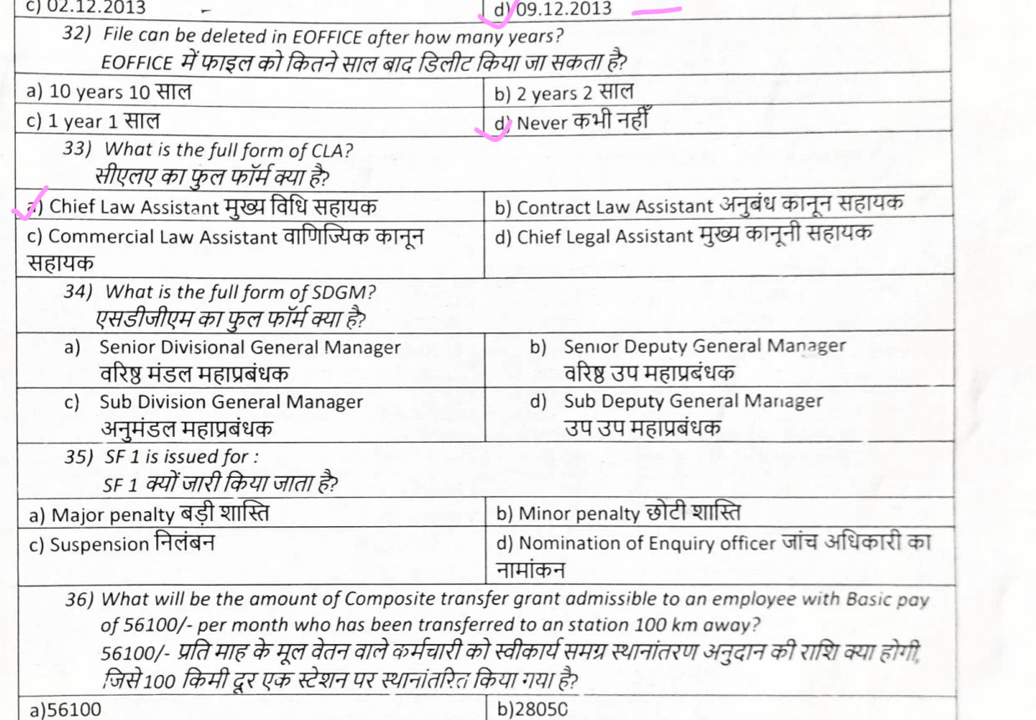 c) 02.12.2013 d) 09.12.2013
32) File can be deleted in EOFFICE after how many years?
EOFFICE में फाइल को कितने साल बाद डिलीट किया जा सकता है?
a) 10 years 10 साल b) 2 years 2 साल
c) 1 year 1 साल d) Never कभी नहीँ
33) What is the full form of CLA?
सीएलए का फुल फॉर्म क्या है?
a) Chief Law Assistant मुख्य विधि सहायक b) Contract Law Assistant अनुबंध कानून सहायक
c) Commercial Law Assistant वाणिज्यिक कानून d) Chief Legal Assistant मुख्य कानूनी सहायक
सहायक
34) What is the full form of SDGM?
एसडीजीएम का फुल फॉर्म क्या है?
a) Senior Divisional General Manager b) Senior Deputy General Manager
वरिष्ठ मंडल महाप्रबंधक वरिष्ठ उप महाप्रबंधक
c) Sub Division General Manager d) Sub Deputy General Manager
अनुमंडल महाप्रबंधक उप उप महाप्रबंधक
35) SF 1 is issued for :
SF 1 क्यों जारी किया जाता है?
a) Major penalty बड़ी शास्ति b) Minor penalty छोटी शास्ति
c) Suspension निलंबन d) Nomination of Enquiry officer जांच अधिकारी का
नामांकन
36) What will be the amount of Composite transfer grant admissible to an employee with Basic pay
of 56100/- per month who has been transferred to an station 100 km away?
56100/- प्रति माह के मूल वेतन वाले कर्मचारी को स्वीकार्य समग्र स्थानांतरण अनुदान की राशि क्या होगी,
जिसे 100 किमी दूर एक स्टेशन पर स्थानांतरित किया गया है?
a)56100 b)28050